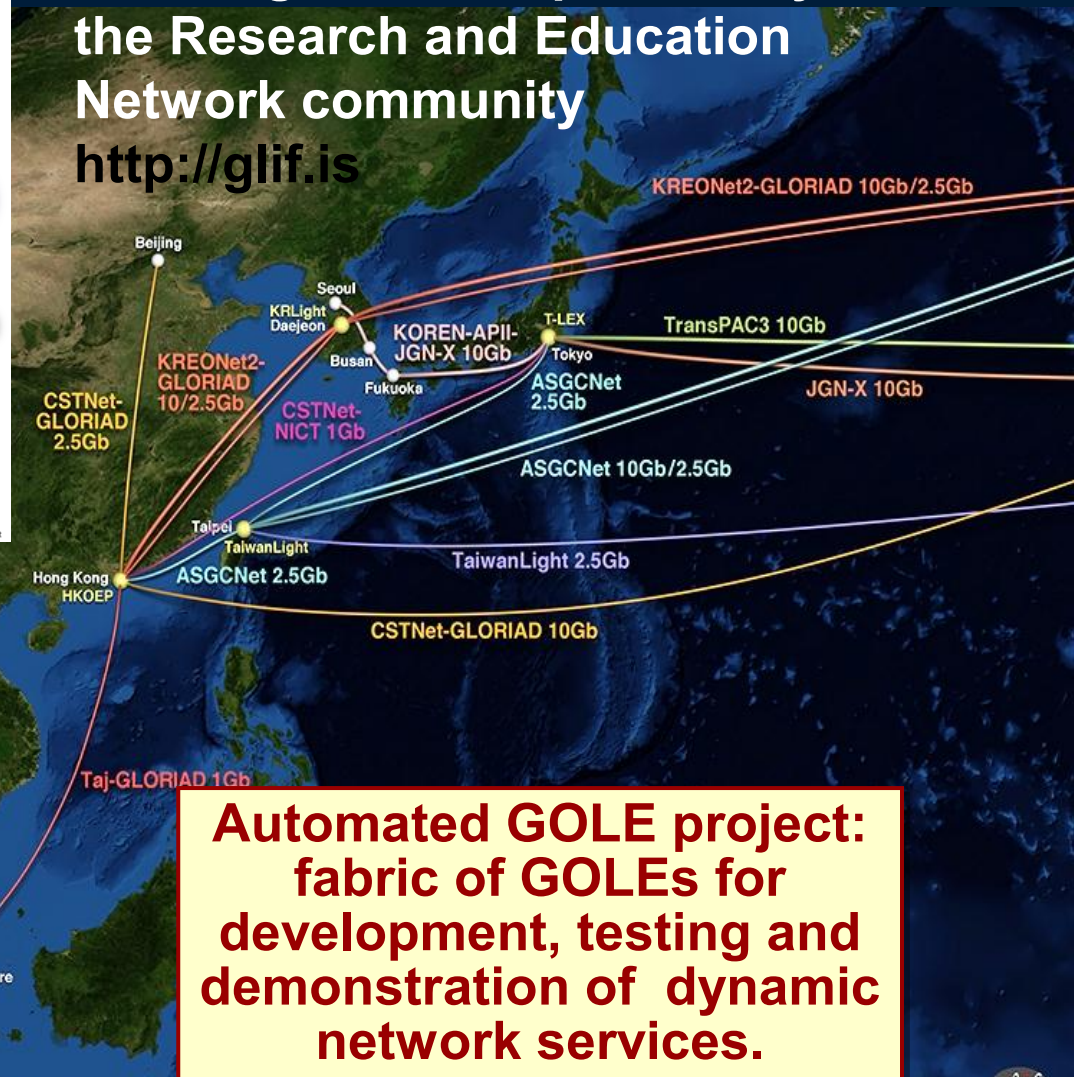 the Research and Education
Network community
http://glif.is
KREONet2-GLORIAD 10Gb/2.5Gb
Beijing
Seoul
KRLight
Daejeon
KOREN-APII-
JGN-X 10Gb
T-LEX
Tokyo
TransPAC3 10Gb
Busan
Fukuoka
KREONet2-
GLORIAD
10/2.5Gb
ASGCNet
2.5Gb
JGN-X 10Gb
CSTNet-
GLORIAD
2.5Gb
CSTNet-
NICT 1Gb
ASGCNet 10Gb/2.5Gb
Taipei
TaiwanLight
TaiwanLight 2.5Gb
Hong Kong
HKOEP
ASGCNet 2.5Gb
CSTNet-GLORIAD 10Gb
Taj-GLORIAD 1Gb
re
Automated GOLE project:
fabric of GOLEs for
development, testing and
demonstration of dynamic
network services.